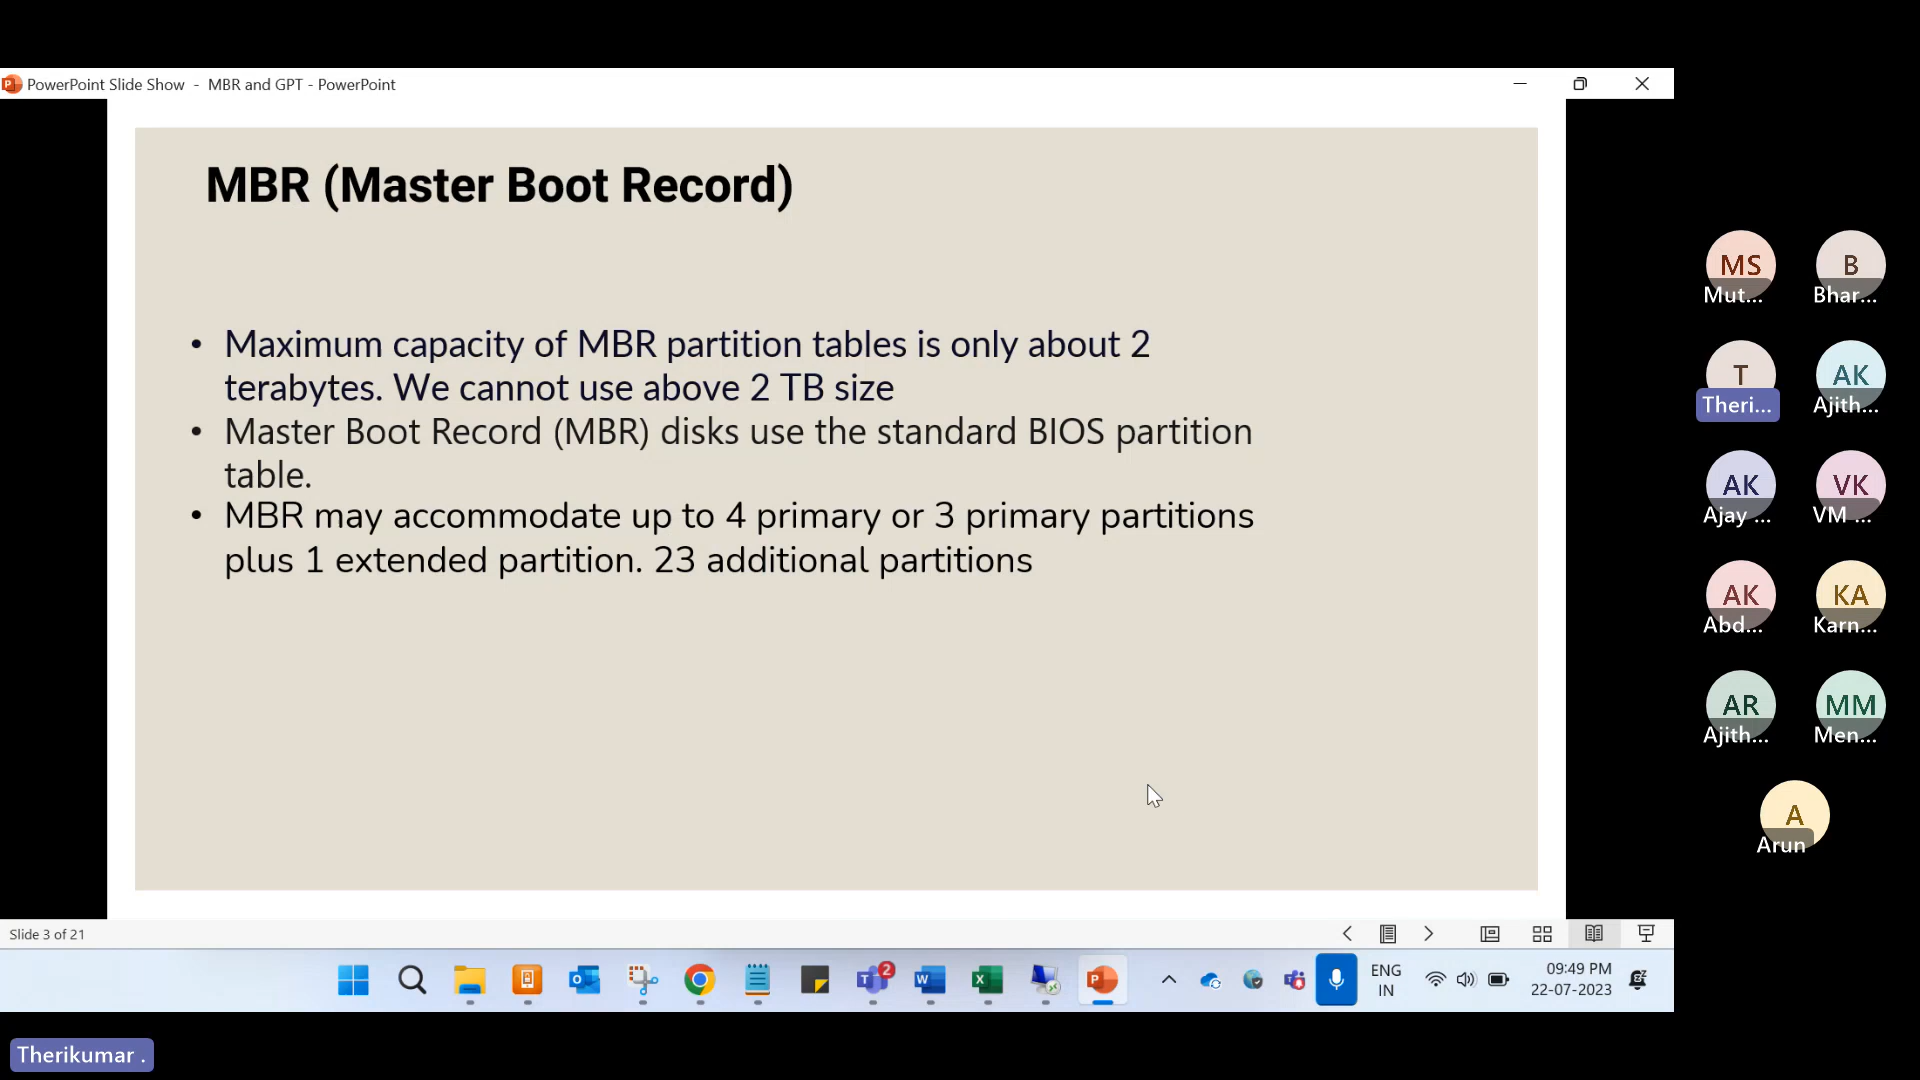 PowerPoint Slide Show - MBR and GPT - PowerPoint
MBR (Master Boot Record)
• Maximum capacity of MBR partition tables is only about 2
terabytes. We cannot use above 2 TB size
• Master Boot Record (MBR) disks use the standard BIOS partition
table.
• MBR may accommodate up to 4 primary or 3 primary partitions
plus 1 extended partition. 23 additional partitions
MS
Mut...
B
Bhar...
T
Theri...
AK
Ajith...
AK
Ajay ...
VK
VM ...
AK
Abd...
KA
Karn...
AR
Ajith...
MM
Men...
A
Arun
Slide 3 of 21
2
ENG
IN
09:49 PM
22-07-2023
Therikumar .